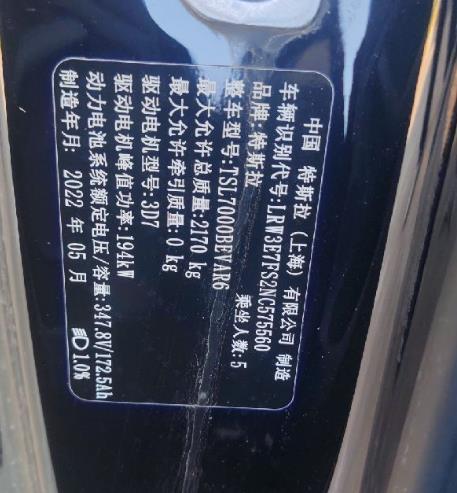 中国 特斯拉（上海）有限公司 制造
车辆识别代号:LRW3E7FS2NC575560
品牌:特斯拉 乘坐人数:5
整车型号:TSL7000BEVAR6
最大允许总质量:2170 kg
最大允许牵引质量:0 kg
驱动电机型号:3D7
驱动电机峰值功率:194kW
动力电池系统额定电压/容量:347.8V/172.5Ah
制造年月: 2022 年 05 月 1.0%